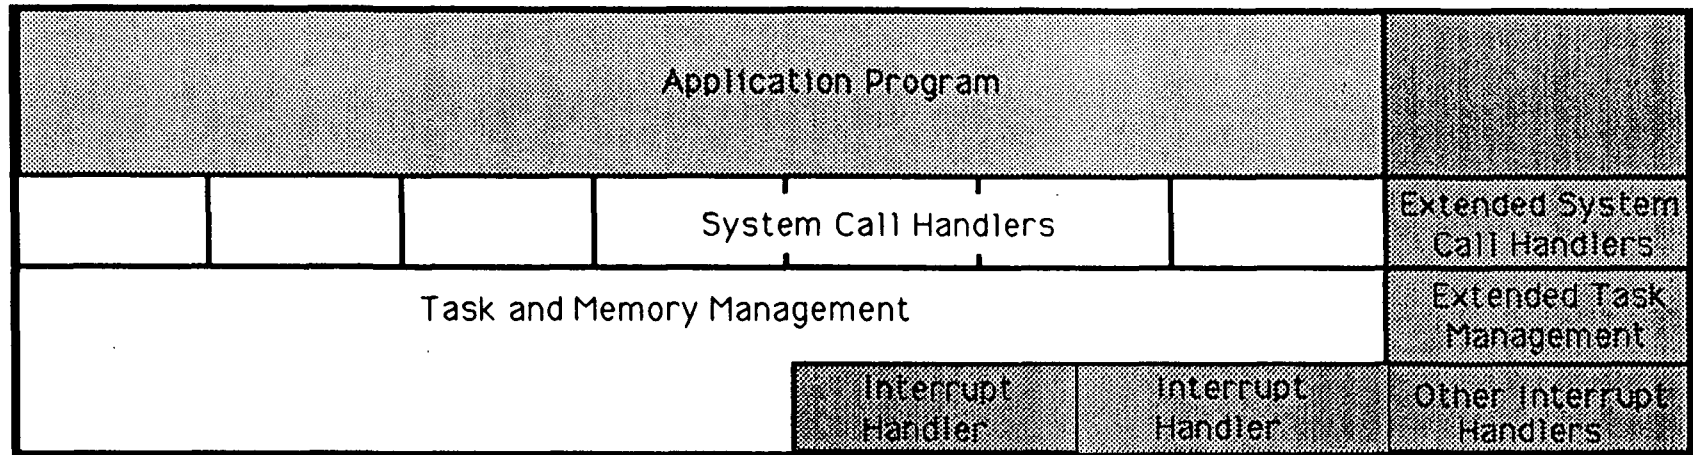 Application Program
System Call Handlers
Extended System
Call Handlers
Task and Memory Management
Extended Task
Management
Interrupt
Handler
Interrupt
Handler
Other Interrupt
Handlers